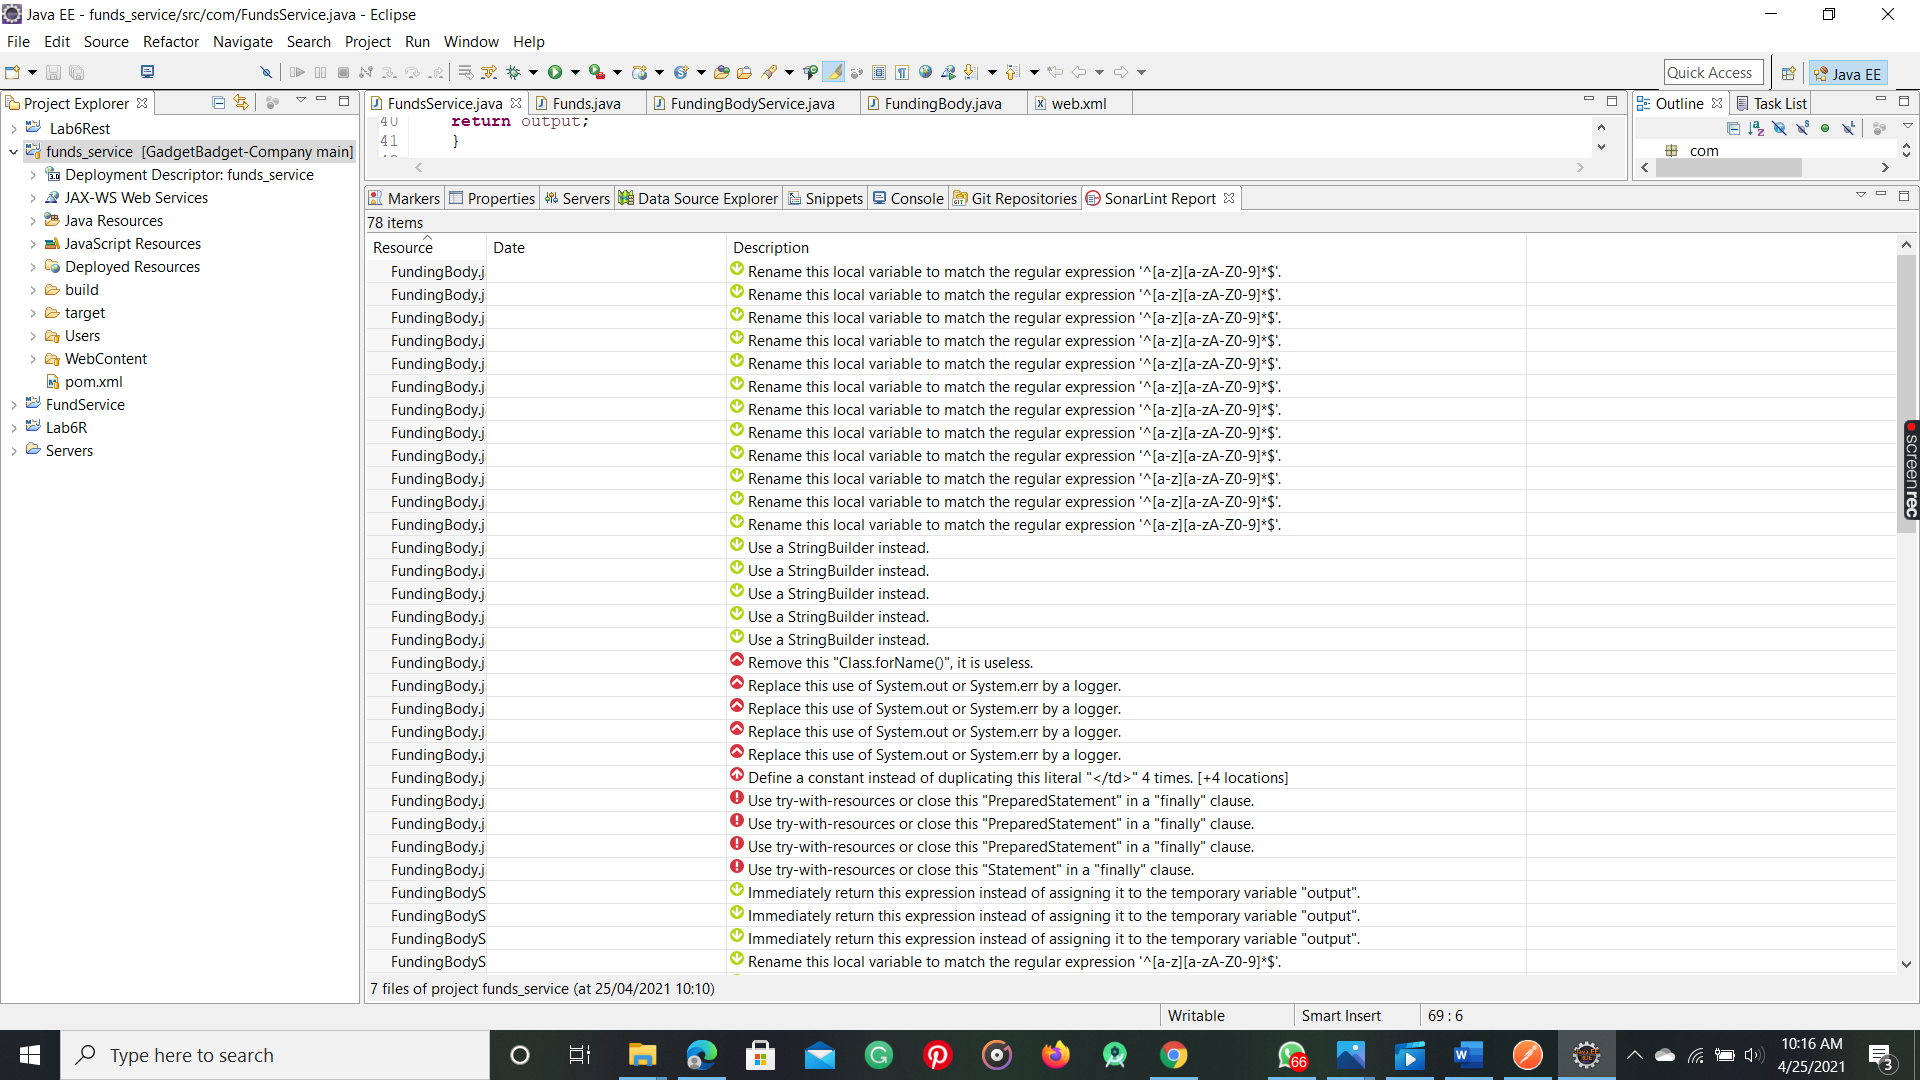 Java EE - funds_service/src/com/FundsService.java - Eclipse
File Edit Source Refactor Navigate Search Project Run Window Help
Quick Access
Java EE
Project Explorer
FundsService.java
Funds.java
FundingBodyService.java
FundingBody.java
web.xml
Outline
Task List
Lab6Rest
funds_service [GadgetBadget-Company main]
Deployment Descriptor: funds_service
JAX-WS Web Services
Java Resources
JavaScript Resources
Deployed Resources
build
target
Users
WebContent
pom.xml
FundService
Lab6R
Servers
40 return output;
41 }
com
Markers Properties Servers Data Source Explorer Snippets Console Git Repositories SonarLint Report
78 items
Resource Date Description
FundingBody.j Rename this local variable to match the regular expression '^[a-z][a-zA-Z0-9]*$'.
FundingBody.j Rename this local variable to match the regular expression '^[a-z][a-zA-Z0-9]*$'.
FundingBody.j Rename this local variable to match the regular expression '^[a-z][a-zA-Z0-9]*$'.
FundingBody.j Rename this local variable to match the regular expression '^[a-z][a-zA-Z0-9]*$'.
FundingBody.j Rename this local variable to match the regular expression '^[a-z][a-zA-Z0-9]*$'.
FundingBody.j Rename this local variable to match the regular expression '^[a-z][a-zA-Z0-9]*$'.
FundingBody.j Rename this local variable to match the regular expression '^[a-z][a-zA-Z0-9]*$'.
FundingBody.j Rename this local variable to match the regular expression '^[a-z][a-zA-Z0-9]*$'.
FundingBody.j Rename this local variable to match the regular expression '^[a-z][a-zA-Z0-9]*$'.
FundingBody.j Rename this local variable to match the regular expression '^[a-z][a-zA-Z0-9]*$'.
FundingBody.j Rename this local variable to match the regular expression '^[a-z][a-zA-Z0-9]*$'.
FundingBody.j Rename this local variable to match the regular expression '^[a-z][a-zA-Z0-9]*$'.
FundingBody.j Use a StringBuilder instead.
FundingBody.j Use a StringBuilder instead.
FundingBody.j Use a StringBuilder instead.
FundingBody.j Use a StringBuilder instead.
FundingBody.j Use a StringBuilder instead.
FundingBody.j Remove this "Class.forName()", it is useless.
FundingBody.j Replace this use of System.out or System.err by a logger.
FundingBody.j Replace this use of System.out or System.err by a logger.
FundingBody.j Replace this use of System.out or System.err by a logger.
FundingBody.j Replace this use of System.out or System.err by a logger.
FundingBody.j Define a constant instead of duplicating this literal "</td>" 4 times. [+4 locations]
FundingBody.j Use try-with-resources or close this "PreparedStatement" in a "finally" clause.
FundingBody.j Use try-with-resources or close this "PreparedStatement" in a "finally" clause.
FundingBody.j Use try-with-resources or close this "PreparedStatement" in a "finally" clause.
FundingBody.j Use try-with-resources or close this "Statement" in a "finally" clause.
FundingBodyS Immediately return this expression instead of assigning it to the temporary variable "output".
FundingBodyS Immediately return this expression instead of assigning it to the temporary variable "output".
FundingBodyS Immediately return this expression instead of assigning it to the temporary variable "output".
FundingBodyS Rename this local variable to match the regular expression '^[a-z][a-zA-Z0-9]*$'.
7 files of project funds_service (at 25/04/2021 10:10)
screenrec
Writable Smart Insert 69 : 6
Type here to search
66
10:16 AM
4/25/2021
3